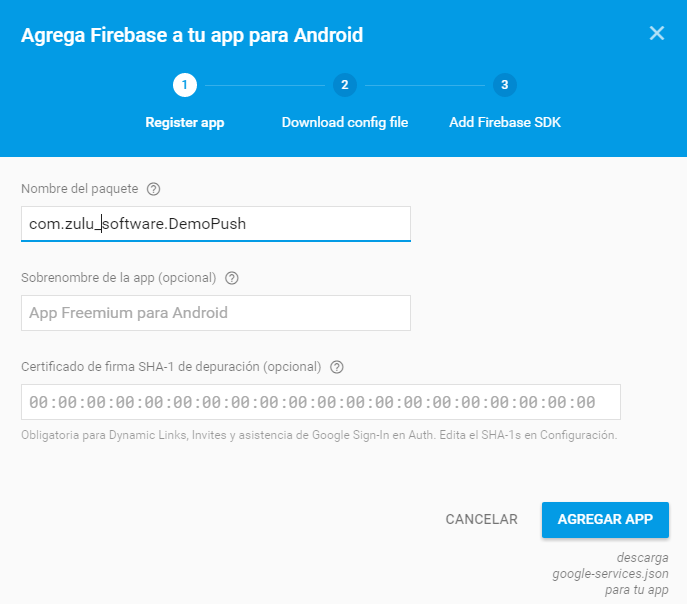 Agrega Firebase a tu app para Android
1 2 3
Register app Download config file Add Firebase SDK
Nombre del paquete ?
com.zulu_software.DemoPush
Sobrenombre de la app (opcional) ?
App Freemium para Android
Certificado de firma SHA-1 de depuración (opcional) ?
00:00:00:00:00:00:00:00:00:00:00:00:00:00:00:00:00:00:00:00
Obligatoria para Dynamic Links, Invites y asistencia de Google Sign-In en Auth. Edita el SHA-1s en Configuración.
CANCELAR AGREGAR APP
descarga
google-services.json
para tu app